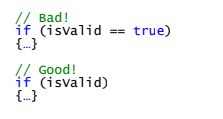 // Bad!
if (isValid == true)
{…}
// Good!
if (isValid)
{…}